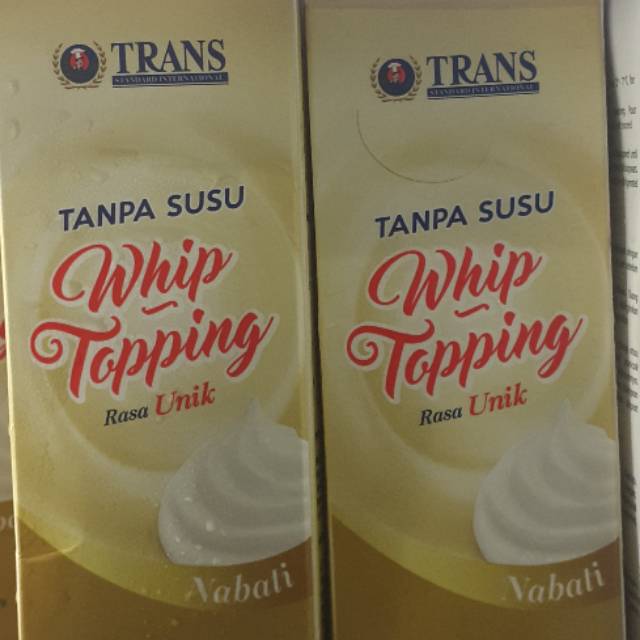 TRANS
STANDARD INTERNATIONAL
TANPA SUSU
Whip
Topping
Rasa Unik
Nabati
TRANS
STANDARD INTERNATIONAL
TANPA SUSU
Whip
Topping
Rasa Unik
Nabati